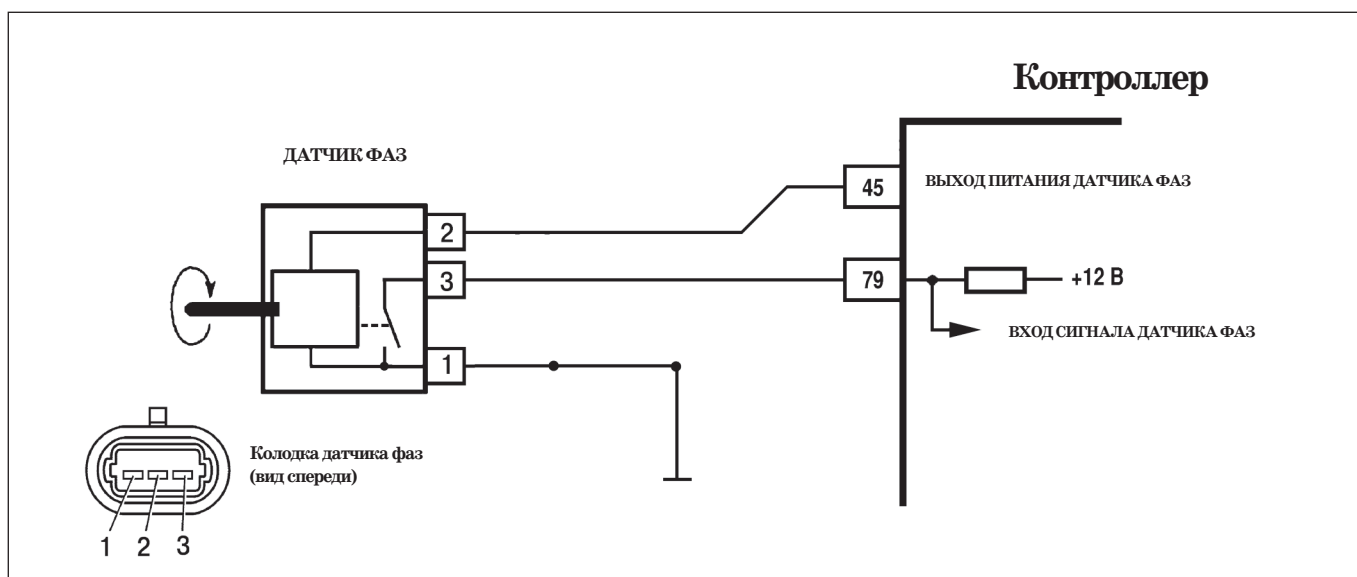 Контроллер
ДАТЧИК ФАЗ
45
ВЫХОД ПИТАНИЯ ДАТЧИКА ФАЗ
2
3
79
+12 В
ВХОД СИГНАЛА ДАТЧИКА ФАЗ
1
Колодка датчика фаз
(вид спереди)
1 2 3